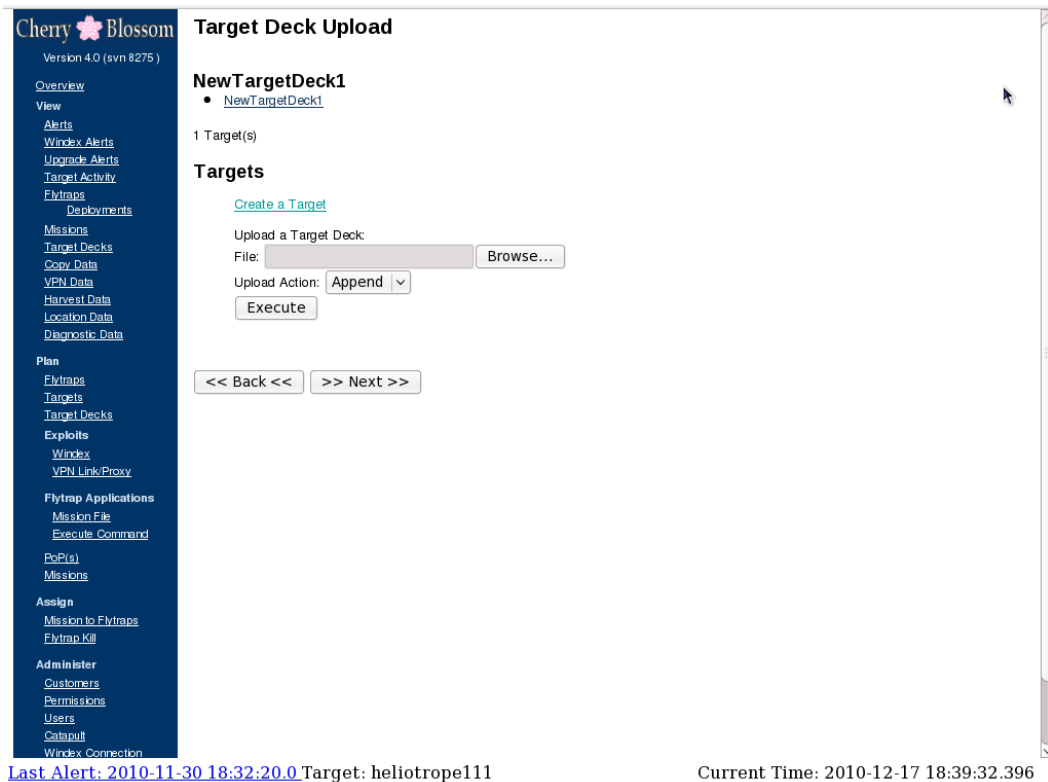 Cherry Blossom
Version 4.0 (svn 8275 )
Overview
View
Alerts
Windex Alerts
Upgrade Alerts
Target Activity
Flytraps
Deployments
Missions
Target Decks
Copy Data
VPN Data
Harvest Data
Location Data
Diagnostic Data
Plan
Flytraps
Targets
Target Decks
Exploits
Windex
VPN Link/Proxy
Flytrap Applications
Mission File
Execute Command
PoP(s)
Missions
Assign
Mission to Flytraps
Flytrap Kill
Administer
Customers
Permissions
Users
Catapult
Windex Connection
Target Deck Upload
NewTargetDeck1
• NewTargetDeck1
1 Target(s)
Targets
Create a Target
Upload a Target Deck:
File: Browse...
Upload Action: Append
Execute
<< Back << >> Next >>
Last Alert: 2010-11-30 18:32:20.0 Target: heliotrope111 Current Time: 2010-12-17 18:39:32.396